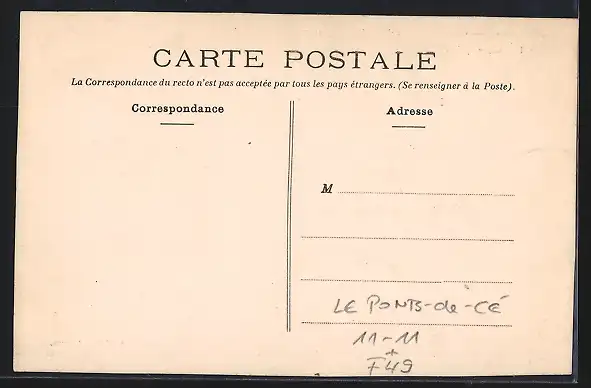 CARTE POSTALE
La Correspondance du recto n'est pas acceptée par tous les pays étrangers. (Se renseigner à la Poste).
Correspondance
Adresse
M
LE PONTS-de-CÉ
11-11
+
F49